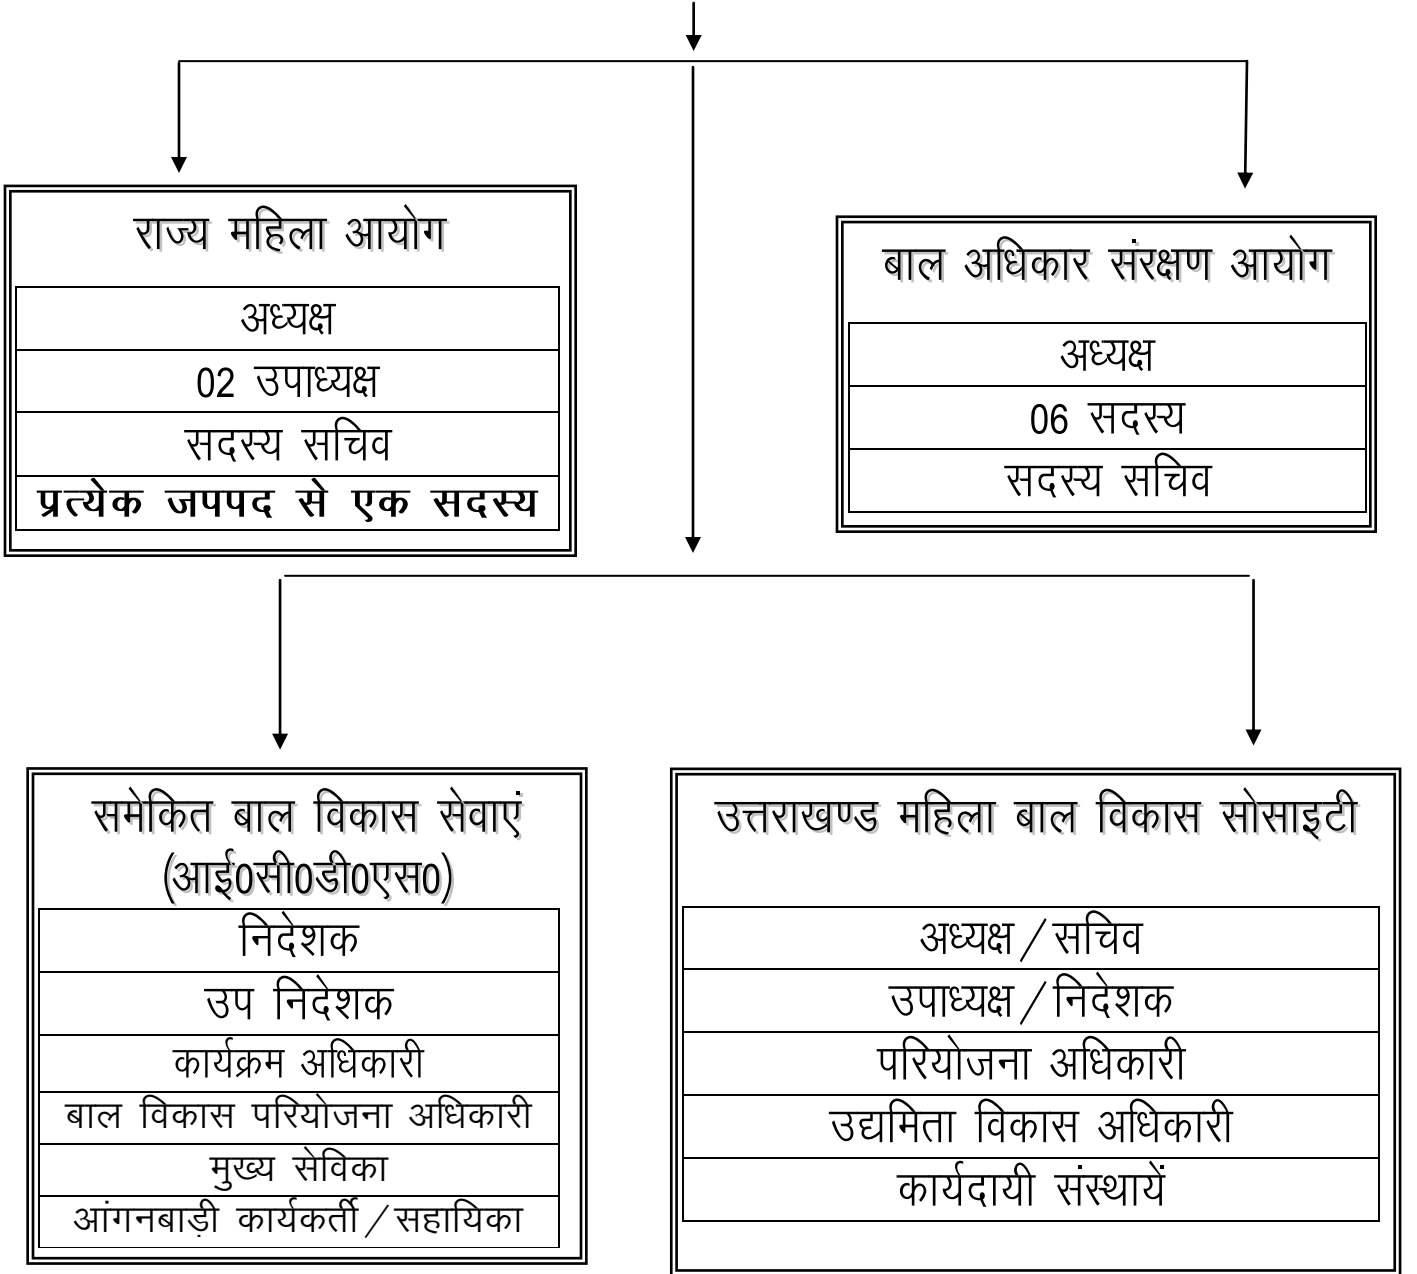 राज्य महिला आयोग
अध्यक्ष
02 उपाध्यक्ष
सदस्य सचिव
प्रत्येक जपपद से एक सदस्य
बाल अधिकार संरक्षण आयोग
अध्यक्ष
06 सदस्य
सदस्य सचिव
समेकित बाल विकास सेवाएं
(आई0सी0डी0एस0)
निदेशक
उप निदेशक
कार्यक्रम अधिकारी
बाल विकास परियोजना अधिकारी
मुख्य सेविका
आंगनबाड़ी कार्यकर्ती/सहायिका
उत्तराखण्ड महिला बाल विकास सोसाइटी
अध्यक्ष/सचिव
उपाध्यक्ष/निदेशक
परियोजना अधिकारी
उद्यमिता विकास अधिकारी
कार्यदायी संस्थायें